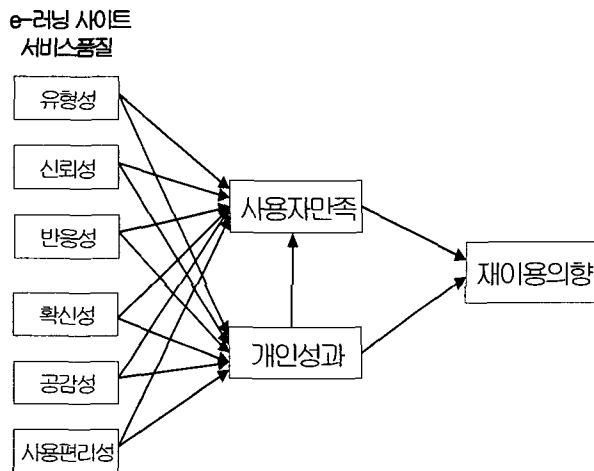 e-러닝 사이트
서비스품질
유형성
신뢰성
반응성
확신성
공감성
사용편리성
사용자만족
개인성과
재이용의향